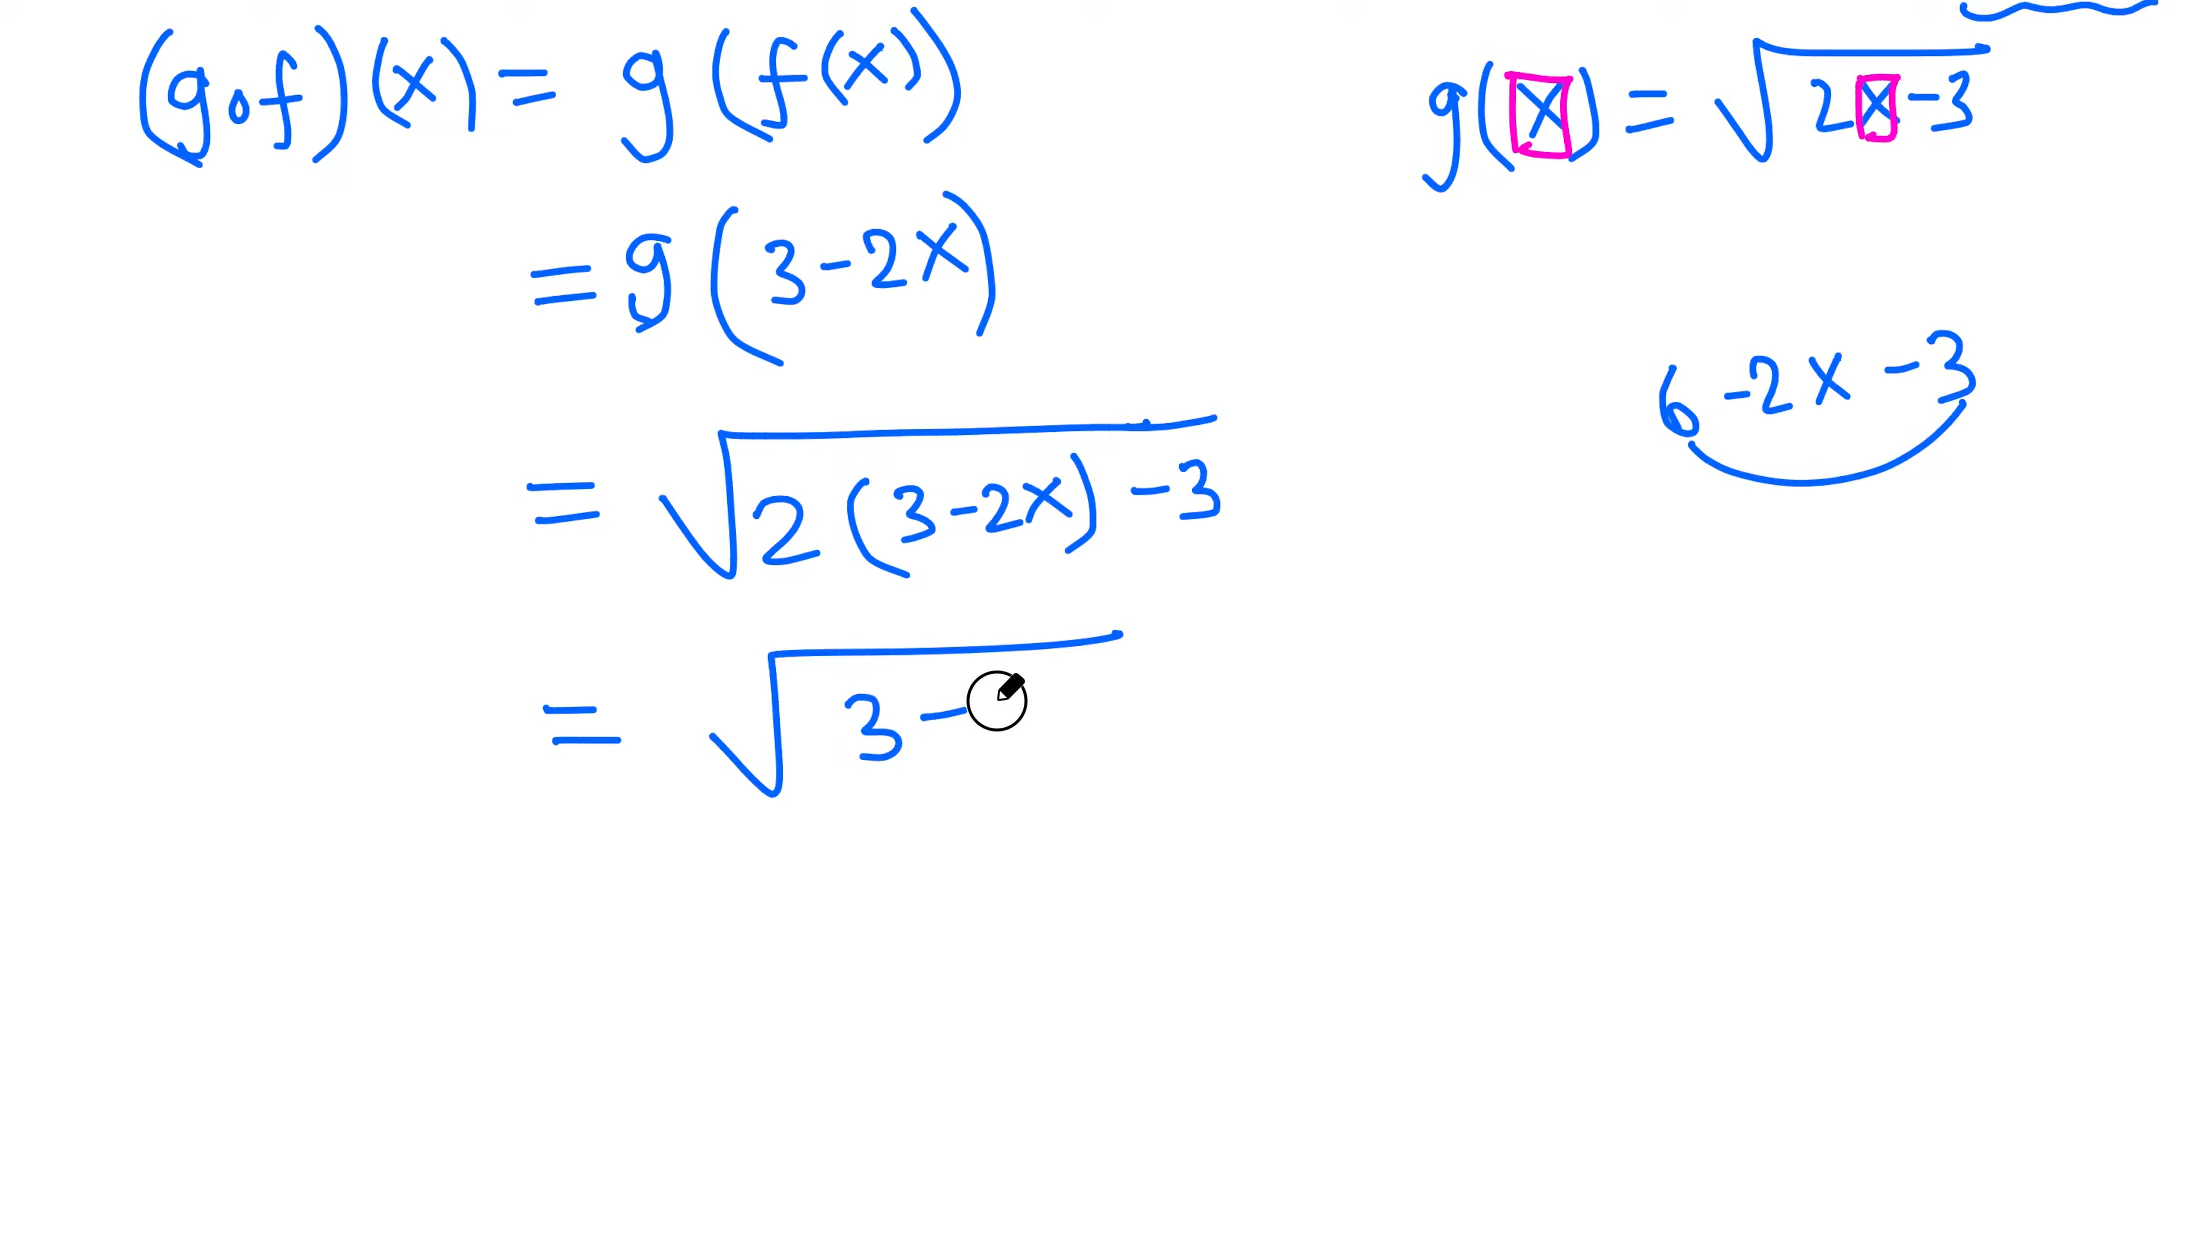 (g∘f)(x) = g(f(x))
g(x) = √(2x-3)
= g(3-2x)
6-2x-3
= √(2(3-2x)-3)
= √(3-